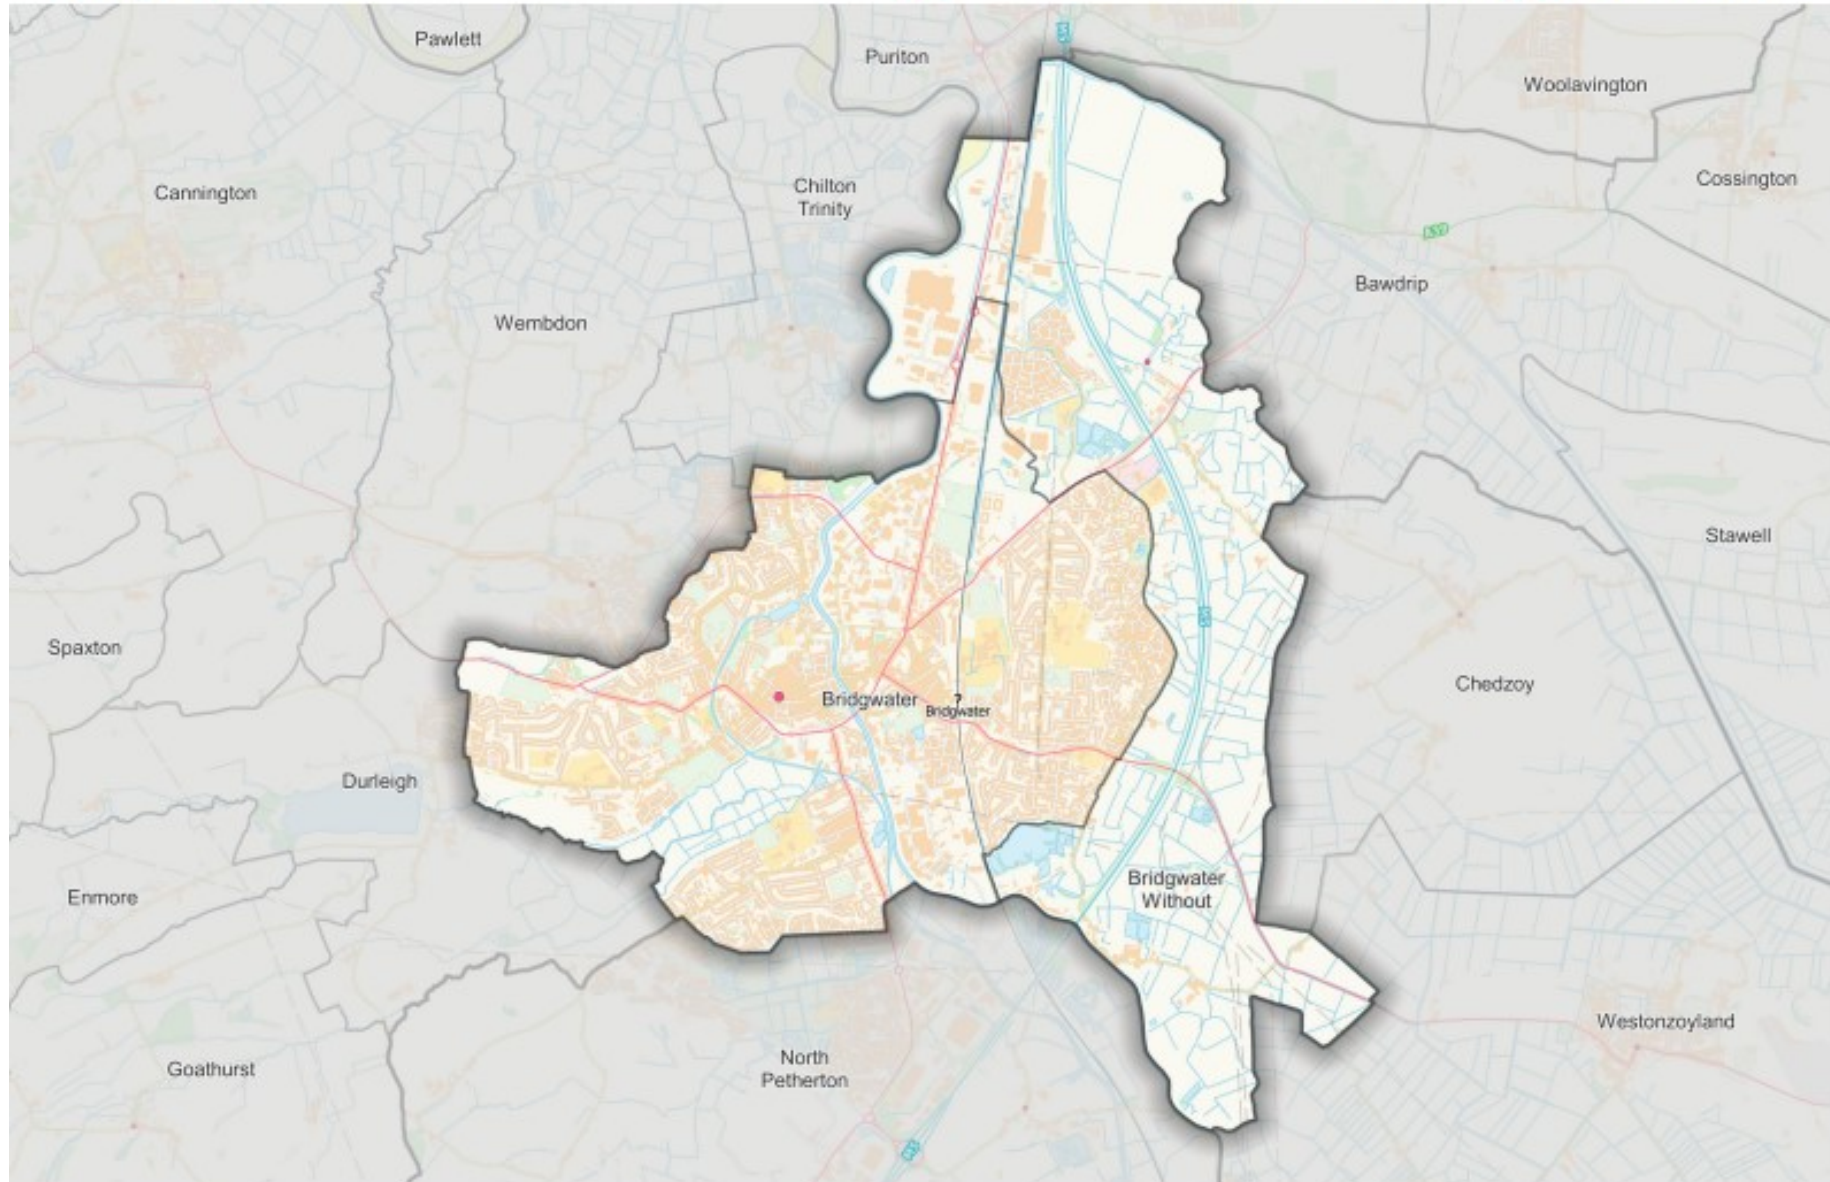 Pawlett
Puriton
Woolavington
Cannington
Chilton
Trinity
Cossington
Bawdrip
Wembdon
Stawell
Spaxton
Chedzoy
Bridgwater
?
Bridgwater
Durleigh
Enmore
Bridgwater
Without
Westonzoyland
North
Petherton
Goathurst